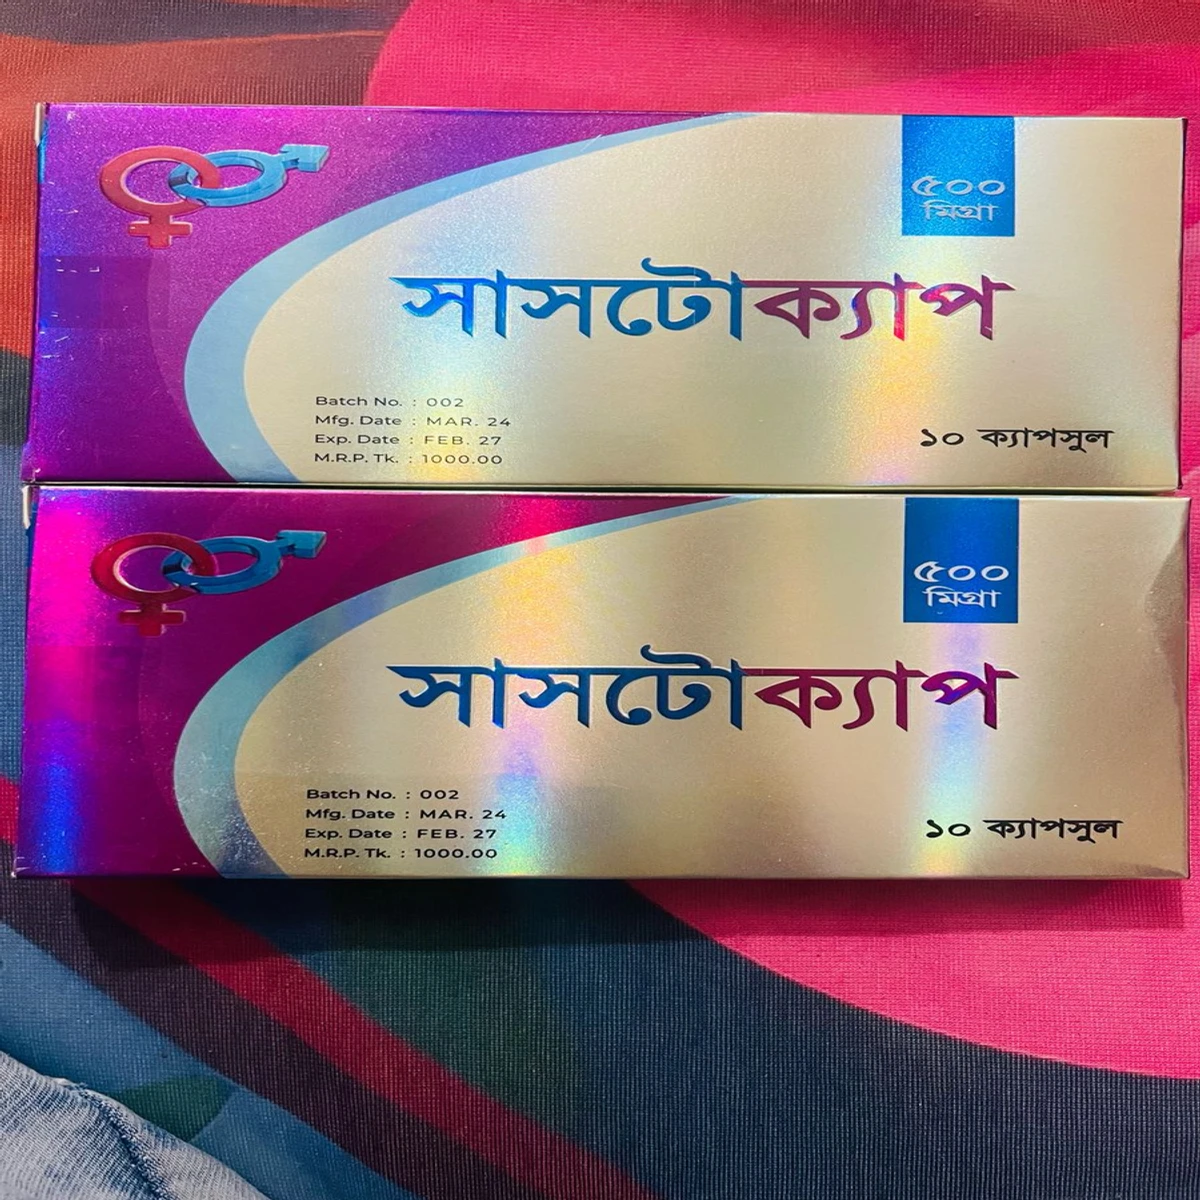 ৫০০
মিগ্রা
সাসটোক্যাপ
Batch No. : 002
Mfg. Date : MAR. 24
Exp. Date : FEB. 27
M.R.P. Tk. : 1000.00
১০ ক্যাপসুল
৫০০
মিগ্রা
সাসটোক্যাপ
Batch No. : 002
Mfg. Date : MAR. 24
Exp. Date : FEB. 27
M.R.P. Tk. : 1000.00
১০ ক্যাপসুল